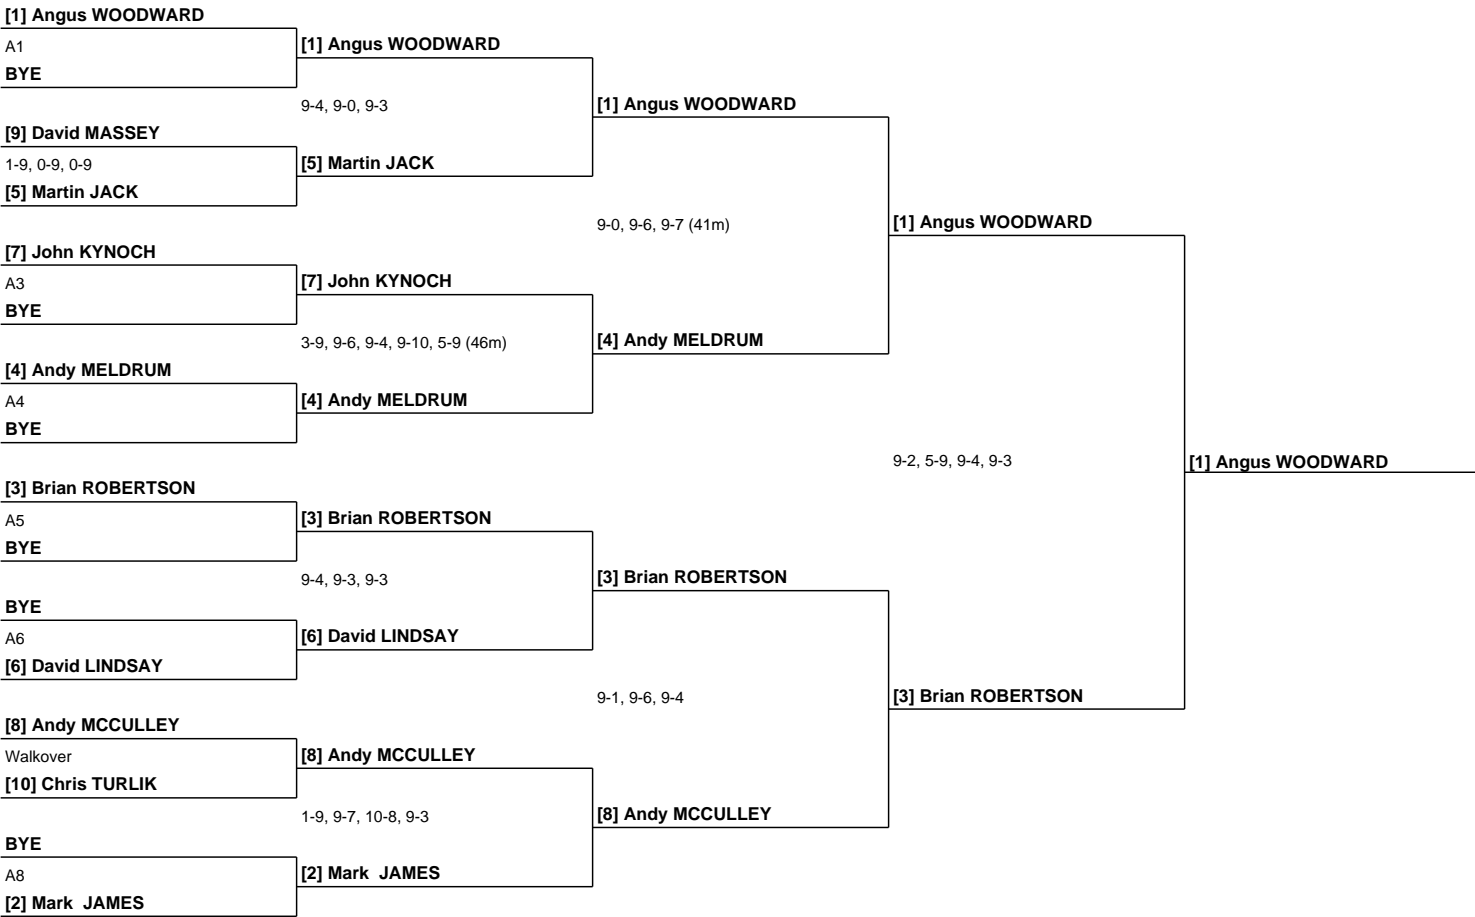 [1] Angus WOODWARD
A1
BYE
[9] David MASSEY
1-9, 0-9, 0-9
[5] Martin JACK
[7] John KYNOCH
A3
BYE
[4] Andy MELDRUM
A4
BYE
[3] Brian ROBERTSON
A5
BYE
BYE
A6
[6] David LINDSAY
[8] Andy MCCULLEY
Walkover
[10] Chris TURLIK
BYE
A8
[2] Mark  JAMES
[1] Angus WOODWARD
9-4, 9-0, 9-3
[5] Martin JACK
[7] John KYNOCH
3-9, 9-6, 9-4, 9-10, 5-9 (46m)
[4] Andy MELDRUM
[3] Brian ROBERTSON
9-4, 9-3, 9-3
[6] David LINDSAY
[8] Andy MCCULLEY
1-9, 9-7, 10-8, 9-3
[2] Mark  JAMES
[1] Angus WOODWARD
9-0, 9-6, 9-7 (41m)
[4] Andy MELDRUM
[3] Brian ROBERTSON
9-1, 9-6, 9-4
[8] Andy MCCULLEY
[1] Angus WOODWARD
9-2, 5-9, 9-4, 9-3
[3] Brian ROBERTSON
[1] Angus WOODWARD